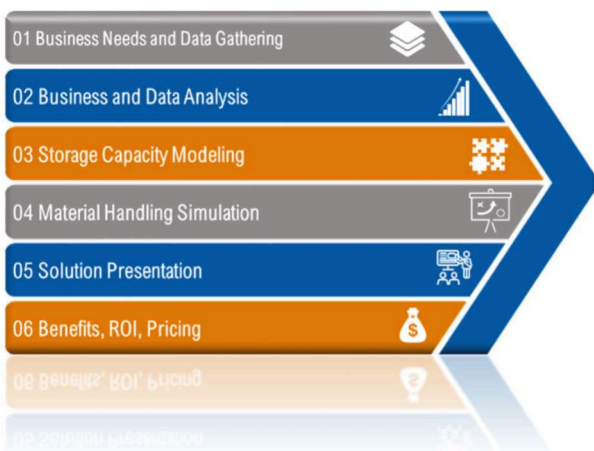 01 Business Needs and Data Gathering
02 Business and Data Analysis
03 Storage Capacity Modeling
04 Material Handling Simulation
05 Solution Presentation
06 Benefits, ROI, Pricing
$